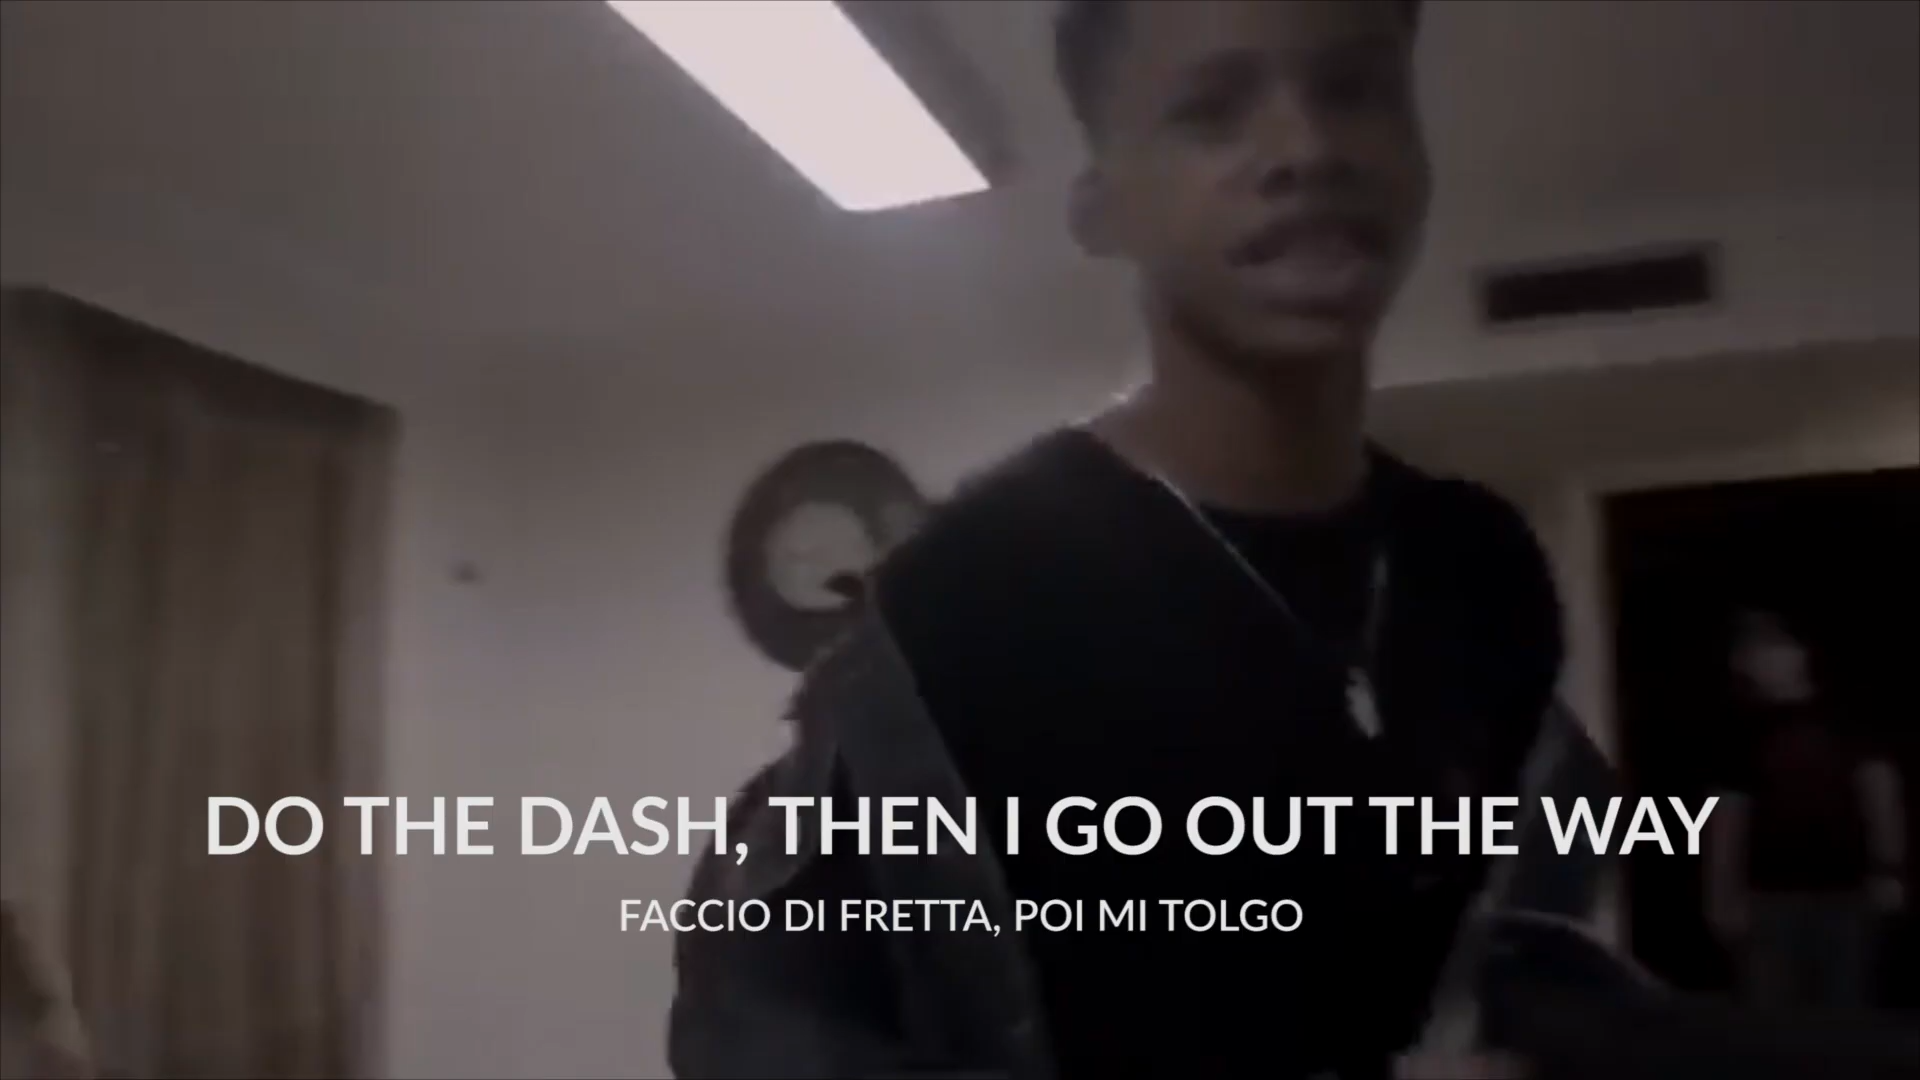 DO THE DASH, THEN I GO OUT THE WAY
FACCIO DI FRETTA, POI MI TOLGO